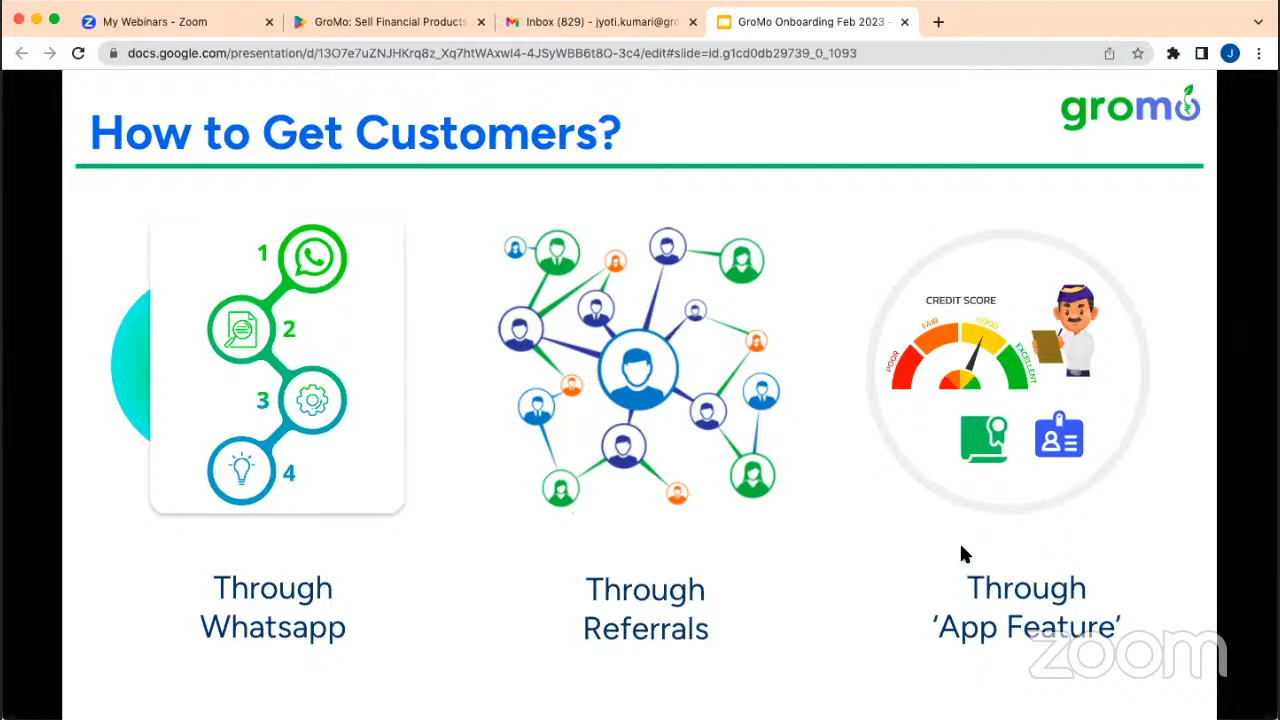 My Webinars - Zoom
GroMo: Sell Financial Products
Inbox (829) - jyoti.kumari@gro
GroMo Onboarding Feb 2023 -
docs.google.com/presentation/d/13O7e7uZNJHKrq8z_Xq7htWAxwI4-4JSyWBB6t8O-3c4/edit#slide=id.g1cd0db29739_0_1093
J
gromo
How to Get Customers?
1
2
3
4
CREDIT SCORE
POOR
FAIR
GOOD
EXCELLENT
Through
Whatsapp
Through
Referrals
Through
‘App Feature’
zoom